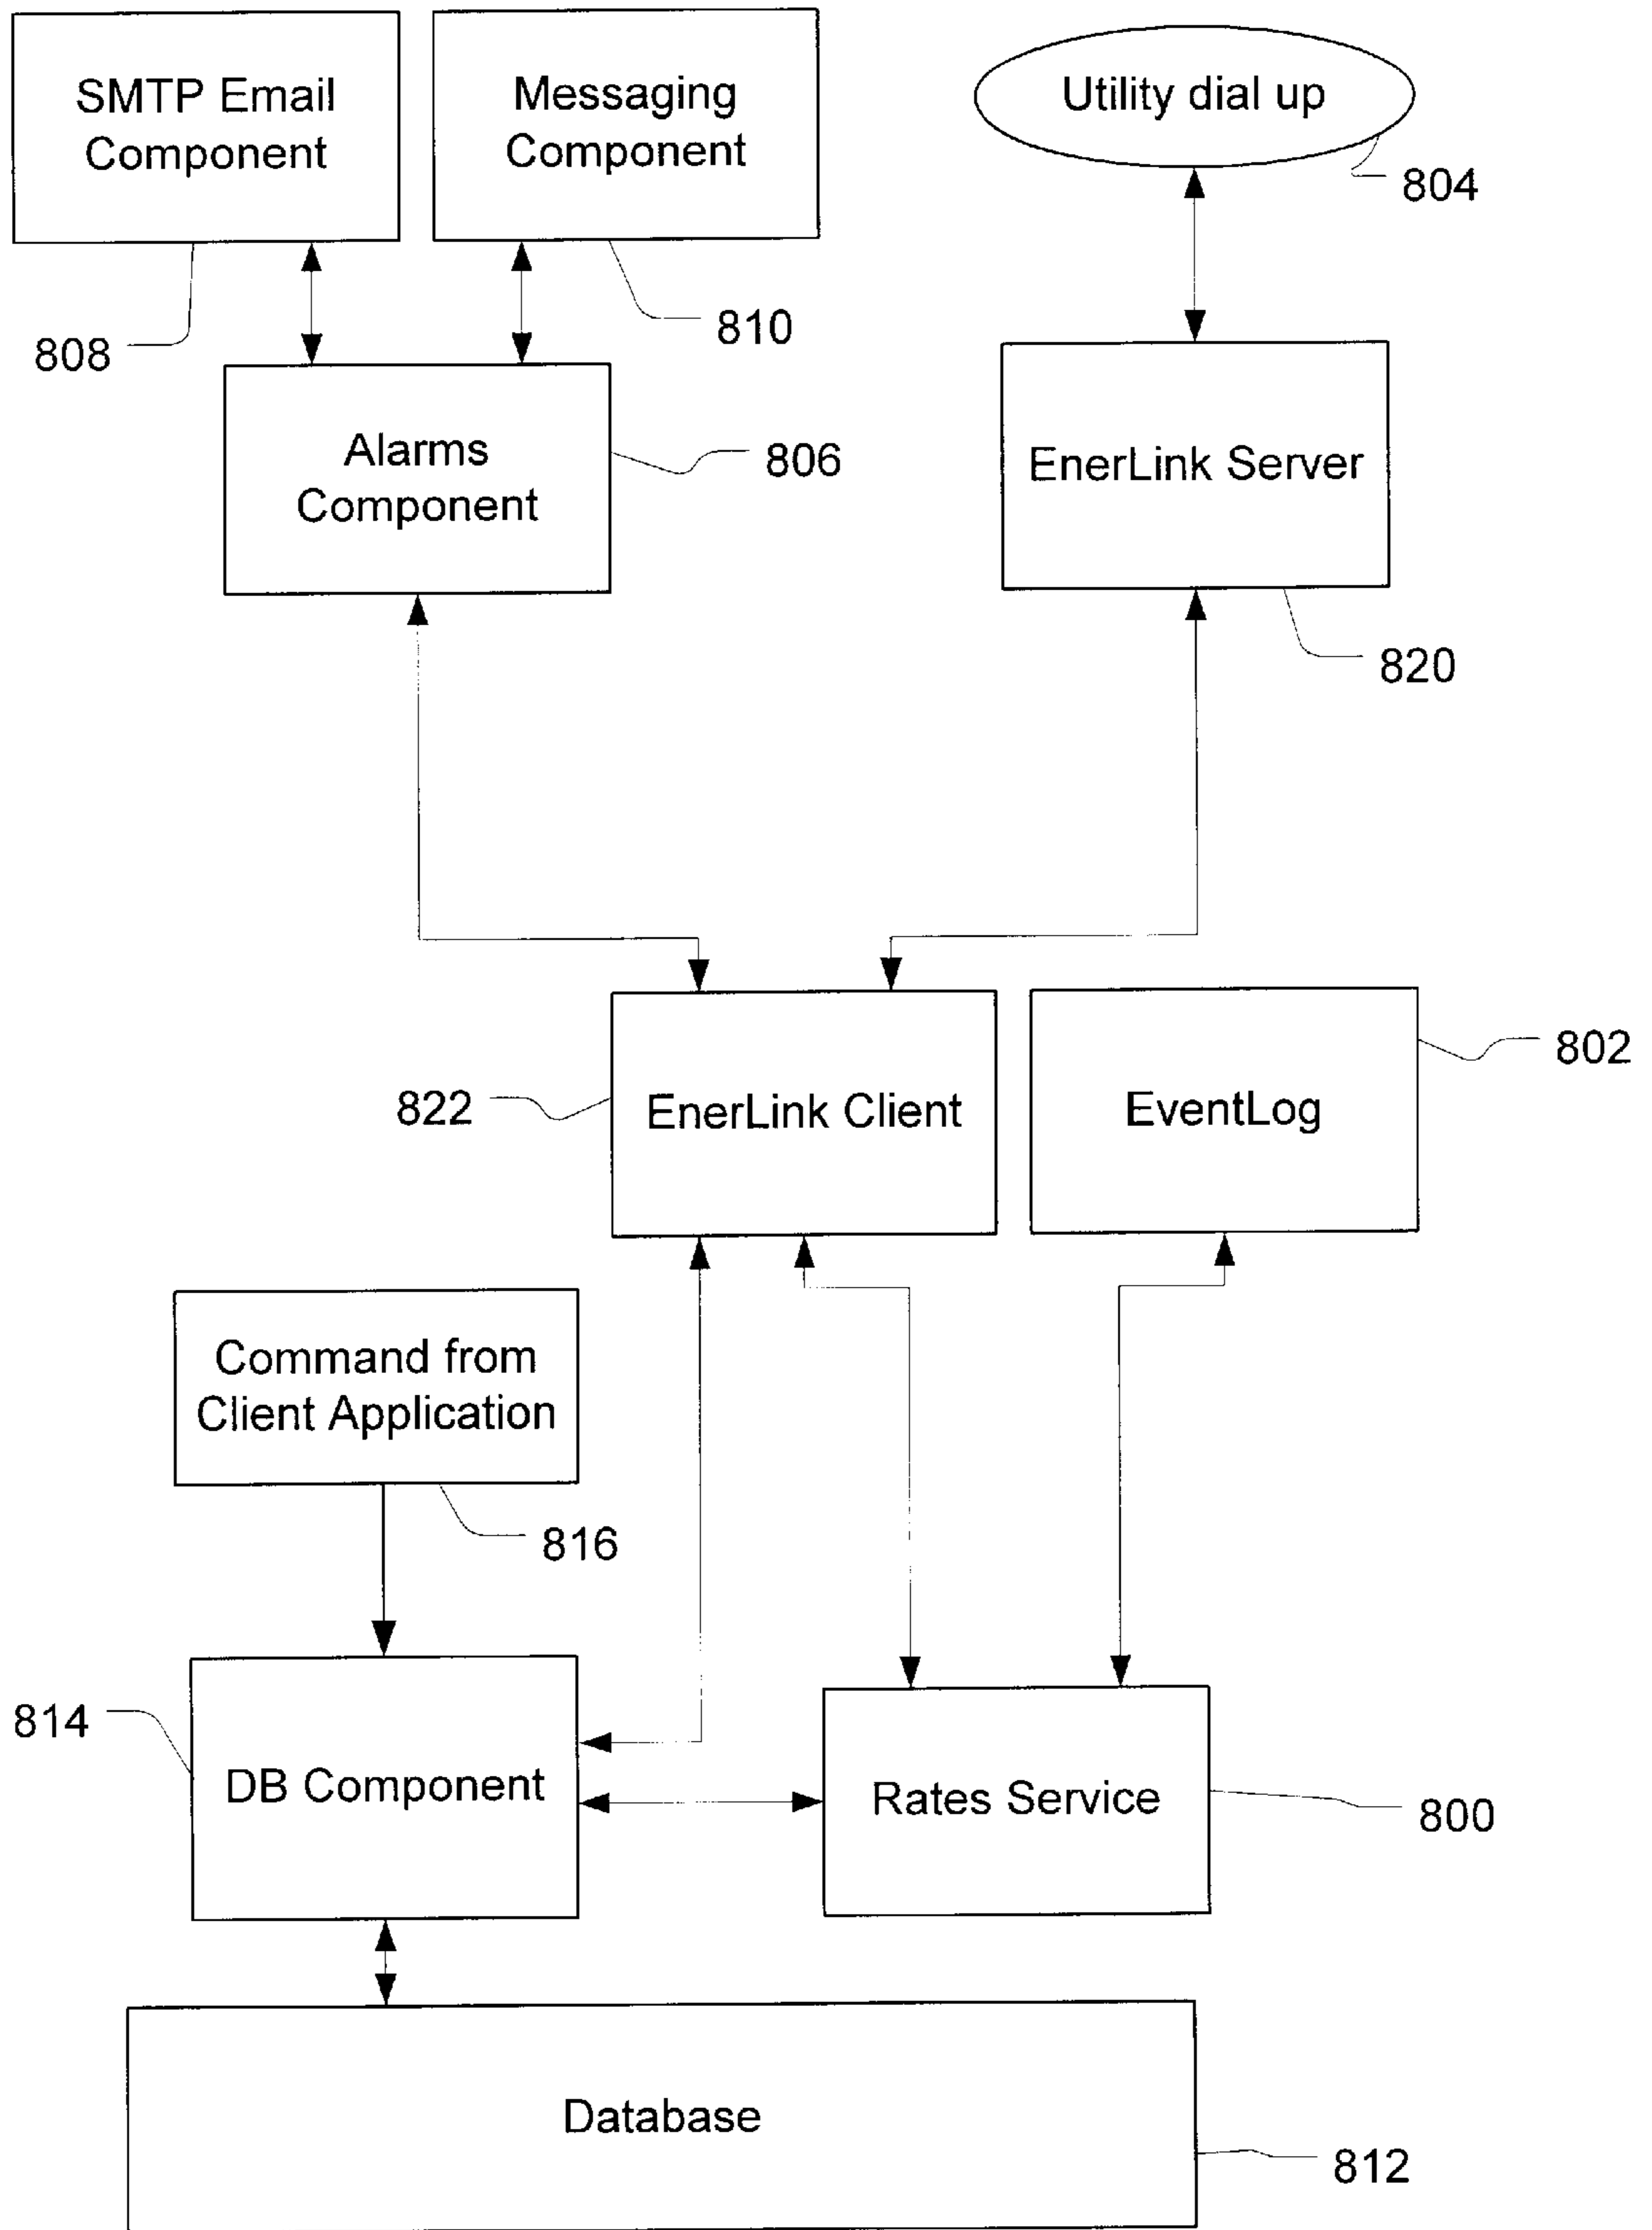 SMTP Email
Component
Messaging
Component
Utility dial up
804
808
810
Alarms
Component
806
EnerLink Server
820
822
EnerLink Client
EventLog
802
Command from
Client Application
816
814
DB Component
Rates Service
800
Database
812